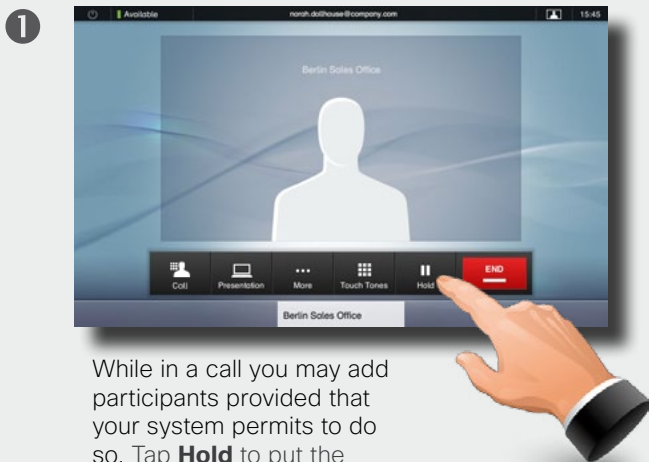 1
Available norah.dollhouse@company.com 15:45
Berlin Sales Office
Call Presentation More Touch Tones Hold END
Berlin Sales Office
While in a call you may add
participants provided that
your system permits to do
so. Tap Hold to put the